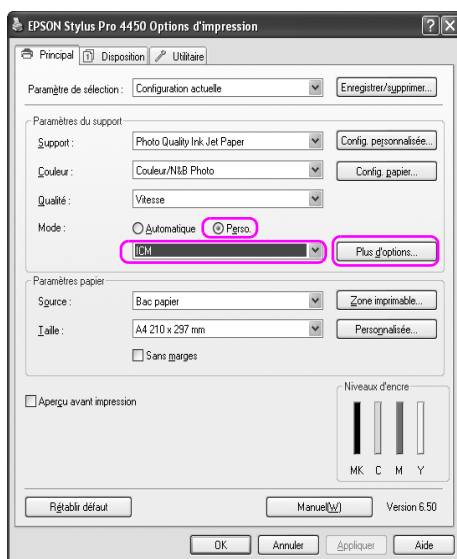 EPSON Stylus Pro 4450 Options d'impression
Principal Disposition Utilitaire
Paramètre de sélection : Configuration actuelle Enregistrer/supprimer...
Paramètres du support
Support : Photo Quality Ink Jet Paper Config. personnalisée...
Couleur : Couleur/N&B Photo Config. papier...
Qualité : Vitesse
Mode : Automatique Perso.
ICM Plus d'options...
Paramètres papier
Source : Bac papier Zone imprimable...
Taille : A4 210 x 297 mm Personnalisée...
Sans marges
Aperçu avant impression
Niveaux d'encre
MK C M Y
Rétablir défaut Manuel(W) Version 6.50
OK Annuler Appliquer Aide